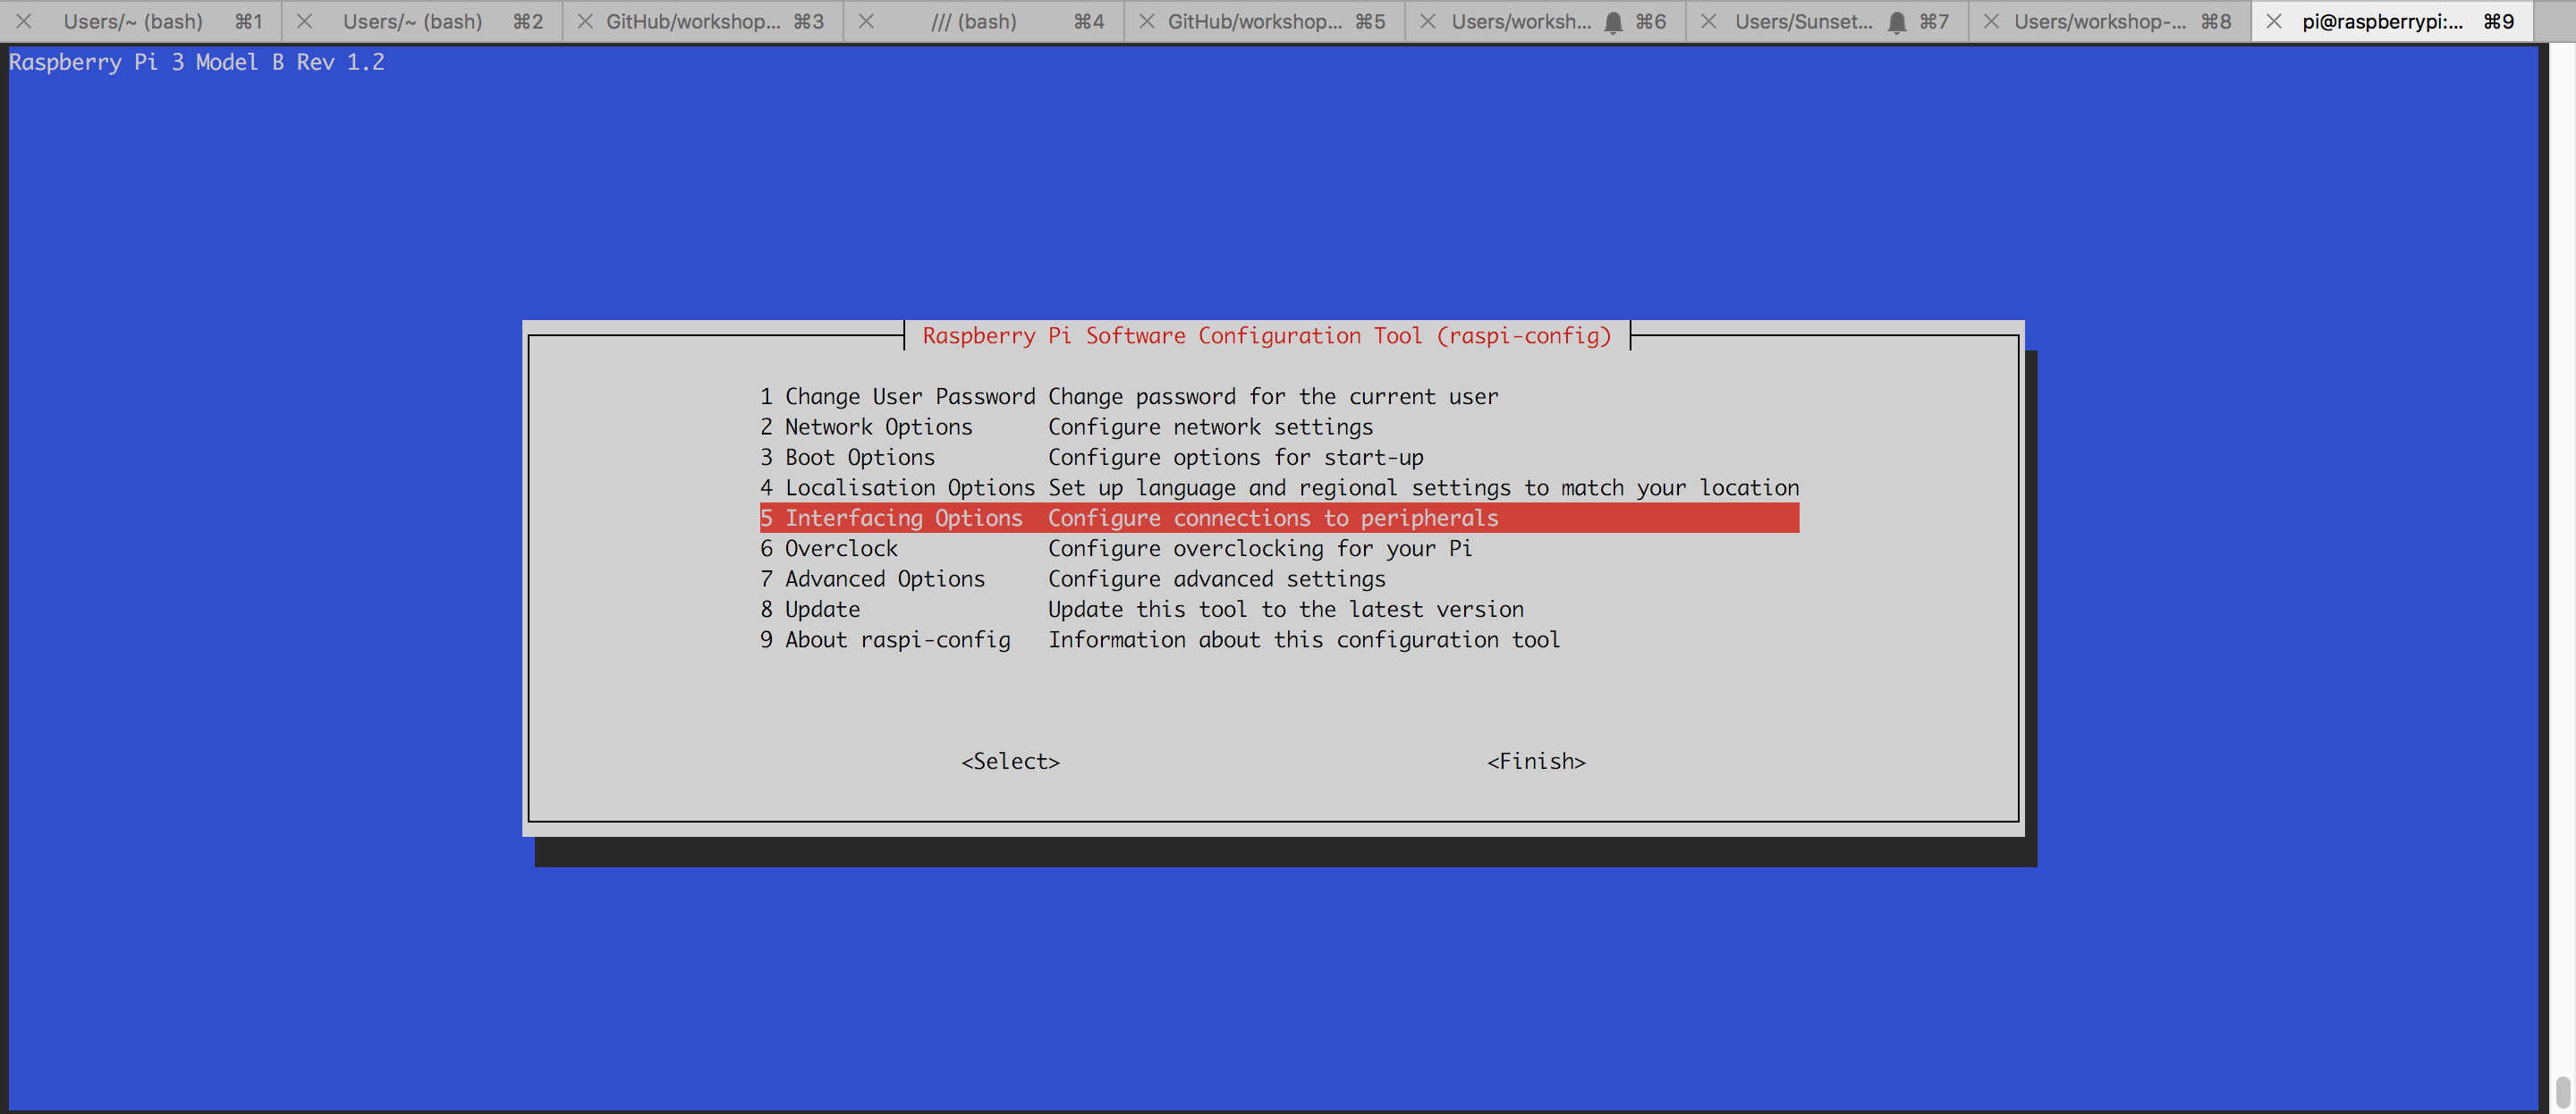 Users/~ (bash) ⌘1 Users/~ (bash) ⌘2 GitHub/workshop... ⌘3 /// (bash) ⌘4 GitHub/workshop... ⌘5 Users/worksh... ⌘6 Users/Sunset... ⌘7 Users/workshop-... ⌘8 pi@raspberrypi:... ⌘9
Raspberry Pi 3 Model B Rev 1.2
Raspberry Pi Software Configuration Tool (raspi-config)
1 Change User Password Change password for the current user
2 Network Options Configure network settings
3 Boot Options Configure options for start-up
4 Localisation Options Set up language and regional settings to match your location
5 Interfacing Options Configure connections to peripherals
6 Overclock Configure overclocking for your Pi
7 Advanced Options Configure advanced settings
8 Update Update this tool to the latest version
9 About raspi-config Information about this configuration tool
<Select> <Finish>